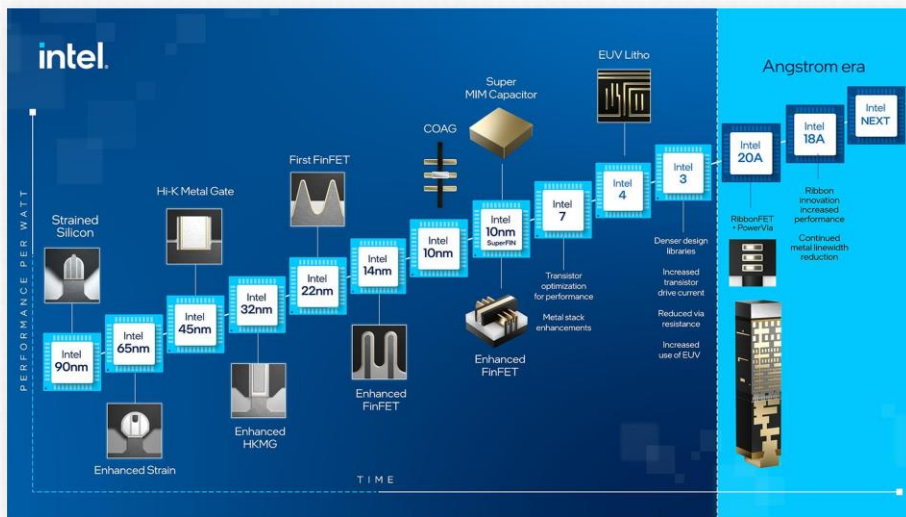 intel.
PERFORMANCE PER WATT
TIME
Strained
Silicon
Intel
90nm
Intel
65nm
Enhanced Strain
Hi-K Metal Gate
Intel
45nm
Intel
32nm
Enhanced
HKMG
First FinFET
Intel
22nm
Intel
14nm
Enhanced
FinFET
COAG
Intel
10nm
Super
MIM Capacitor
Intel
10nm
SuperFIN
Enhanced
FinFET
Intel
7
Transistor
optimization
for performance
Metal stack
enhancements
EUV Litho
Intel
4
Intel
3
Denser design
libraries
Increased
transistor
drive current
Reduced via
resistance
Increased
use of EUV
Angstrom era
Intel
20A
RibbonFET
+ PowerVia
Intel
18A
Ribbon
innovation
increased
performance
Continued
metal linewidth
reduction
Intel
NEXT